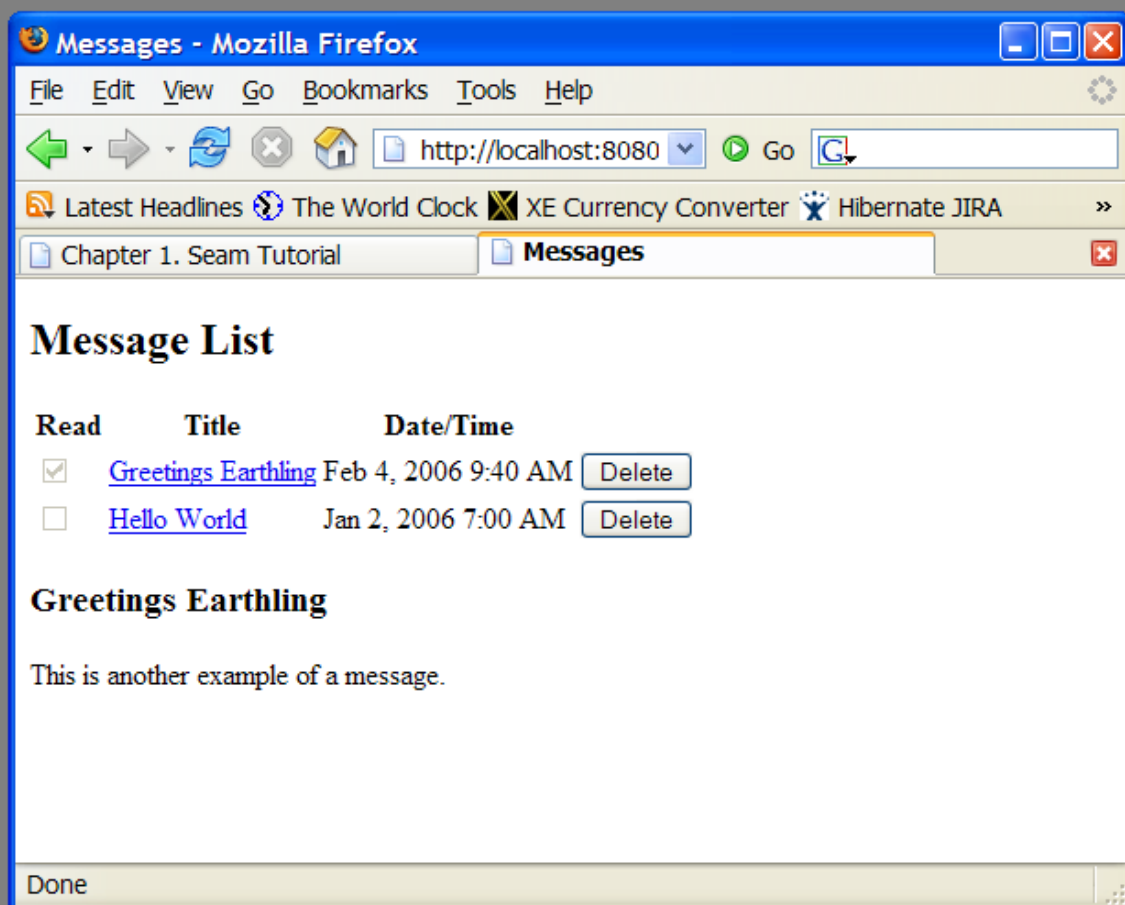 Messages - Mozilla Firefox
File Edit View Go Bookmarks Tools Help
http://localhost:8080 Go G
Latest Headlines The World Clock XE Currency Converter Hibernate JIRA »
Chapter 1. Seam Tutorial Messages
Message List
Read Title Date/Time
Greetings Earthling Feb 4, 2006 9:40 AM Delete
Hello World Jan 2, 2006 7:00 AM Delete
Greetings Earthling
This is another example of a message.
Done